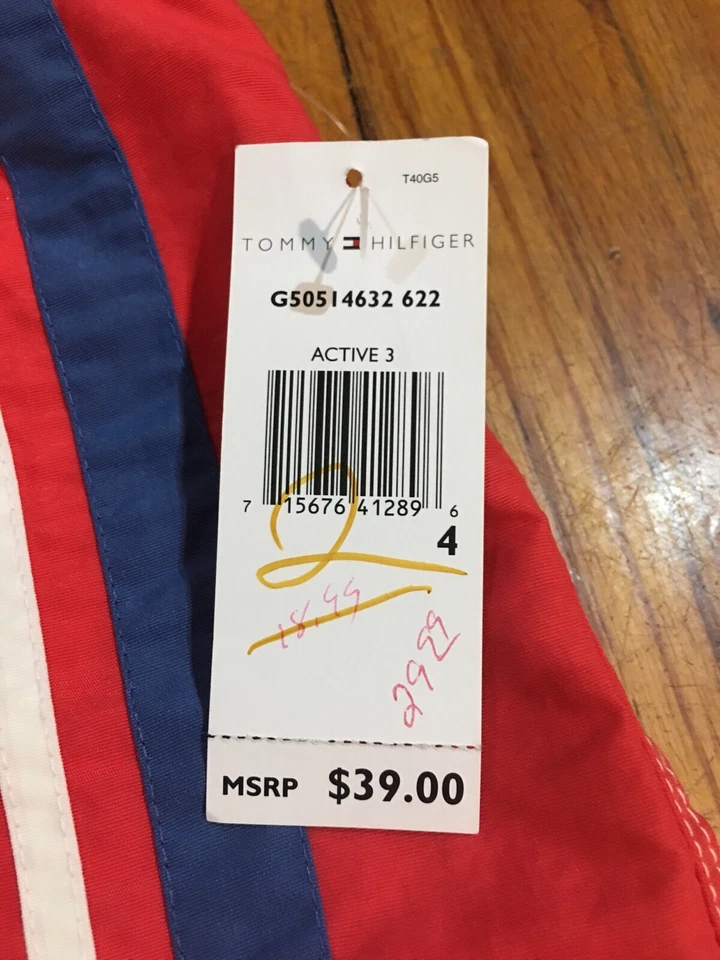 T40G5
TOMMY HILFIGER
G50514632 622
ACTIVE 3
7 15676 41289 6
4
2
18.99
29 99
MSRP $39.00